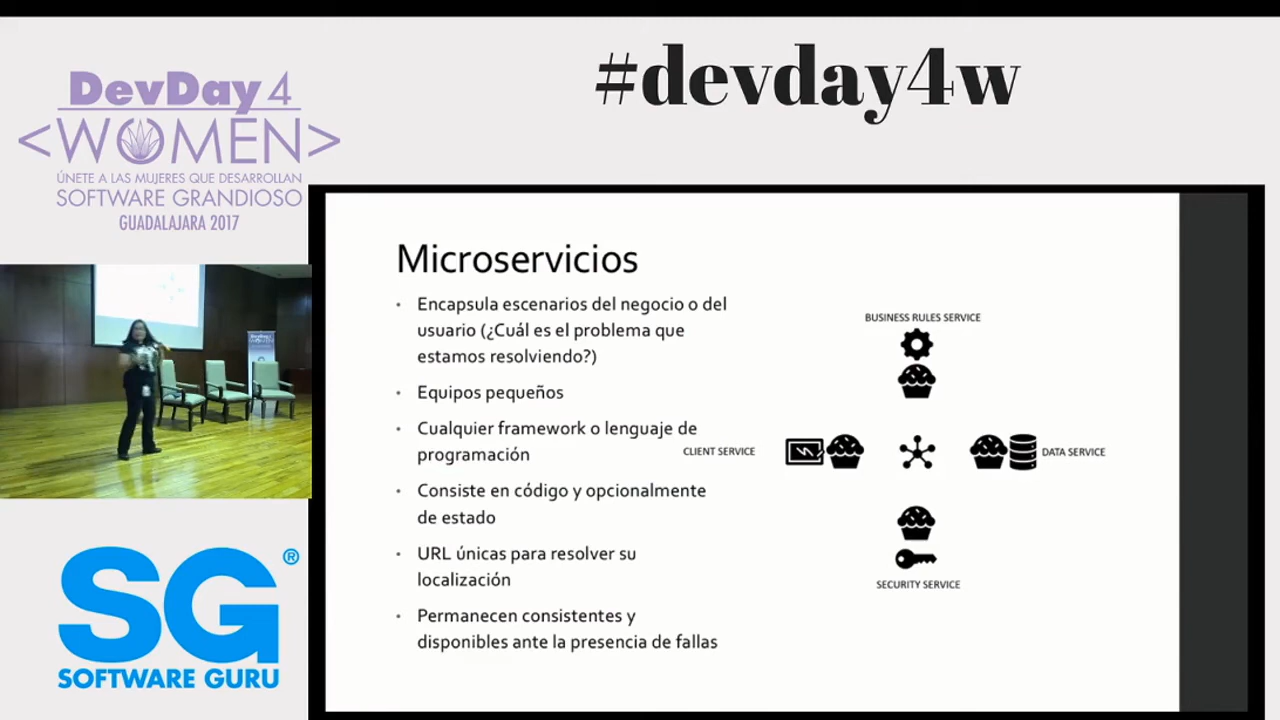 #devday4w
DevDay 4
<WOMEN>
ÚNETE A LAS MUJERES QUE DESARROLLAN
SOFTWARE GRANDIOSO
GUADALAJARA 2017
Microservicios
• Encapsula escenarios del negocio o del
usuario (¿Cuál es el problema que
estamos resolviendo?)
• Equipos pequeños
• Cualquier framework o lenguaje de
programación
• Consiste en código y opcionalmente
de estado
• URL únicas para resolver su
localización
• Permanecen consistentes y
disponibles ante la presencia de fallas
BUSINESS RULES SERVICE
CLIENT SERVICE
DATA SERVICE
SECURITY SERVICE
SG®
SOFTWARE GURU